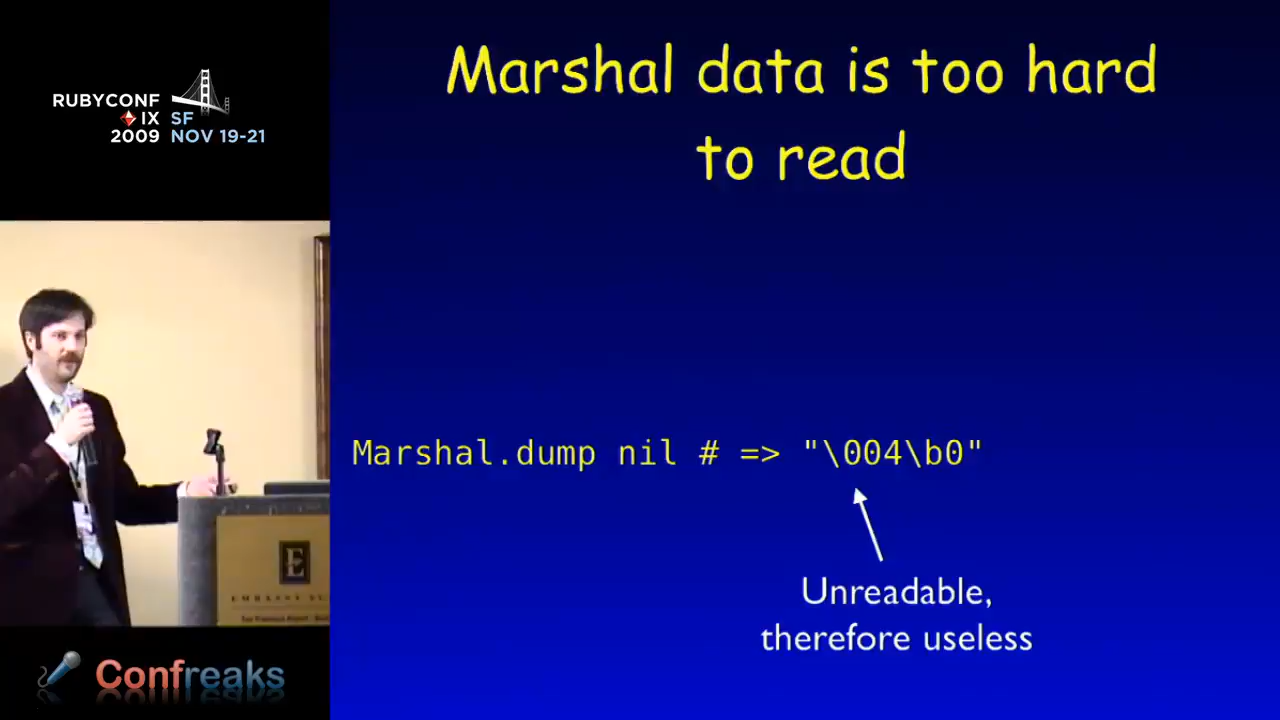 RUBYCONF
IX SF
2009 NOV 19-21
Marshal data is too hard
to read
Marshal.dump nil # => "\004\b0"
Unreadable,
therefore useless
E
Confreaks